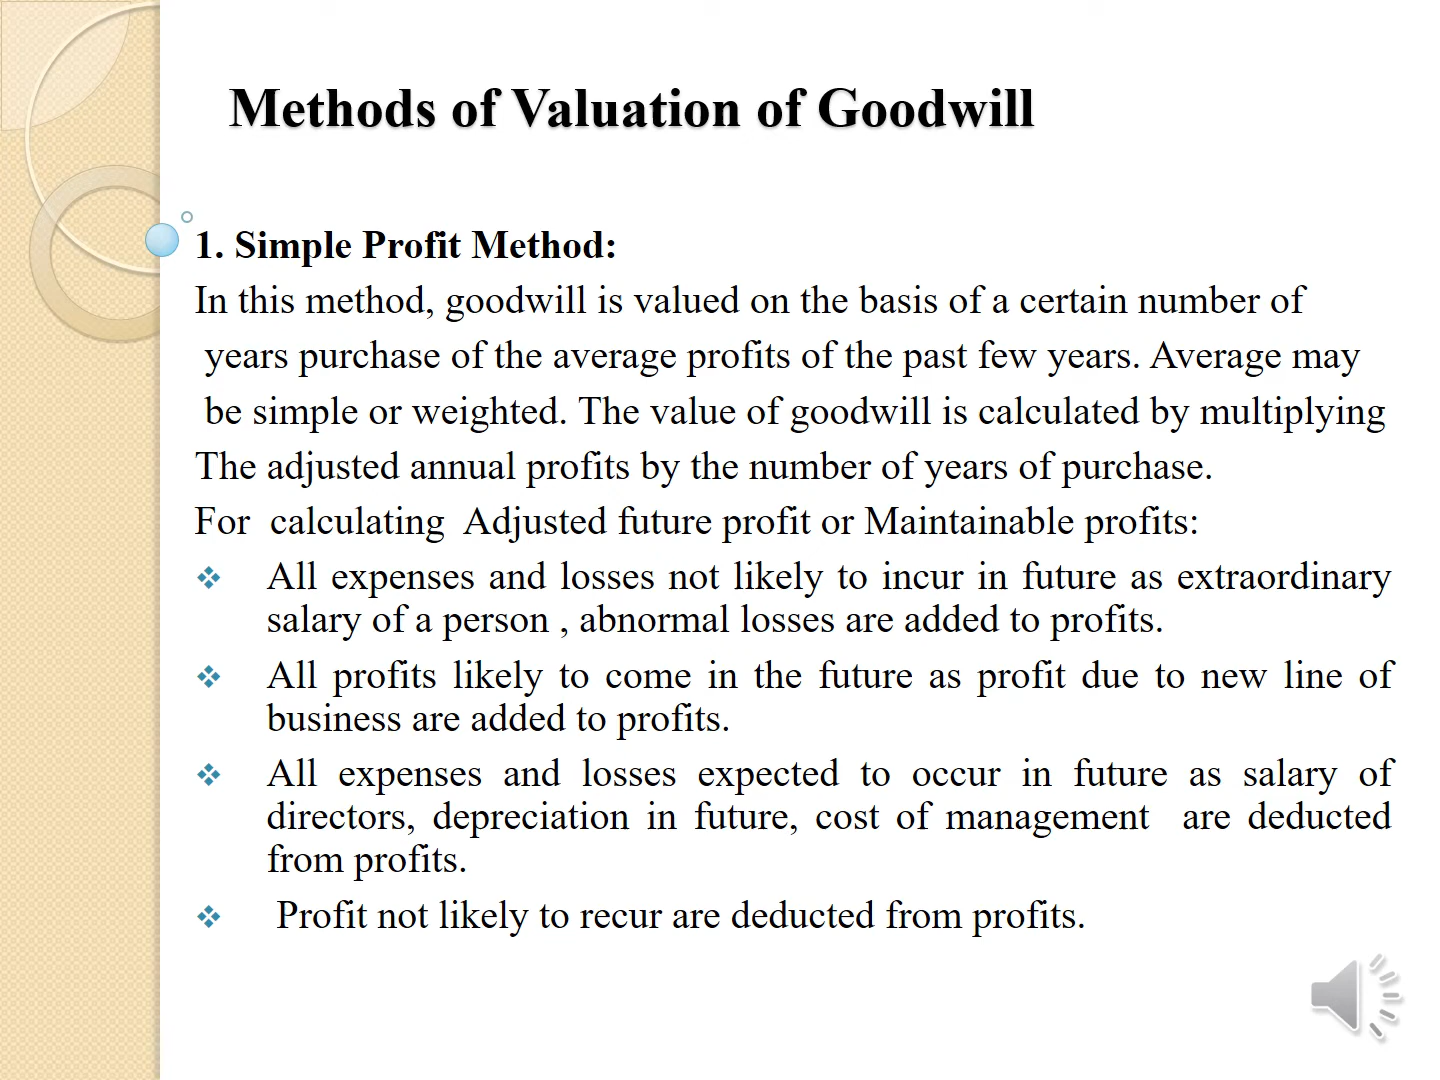 Methods of Valuation of Goodwill
1. Simple Profit Method:
In this method, goodwill is valued on the basis of a certain number of
years purchase of the average profits of the past few years. Average may
be simple or weighted. The value of goodwill is calculated by multiplying
The adjusted annual profits by the number of years of purchase.
For calculating Adjusted future profit or Maintainable profits:
❖ All expenses and losses not likely to incur in future as extraordinary
salary of a person , abnormal losses are added to profits.
❖ All profits likely to come in the future as profit due to new line of
business are added to profits.
❖ All expenses and losses expected to occur in future as salary of
directors, depreciation in future, cost of management are deducted
from profits.
❖ Profit not likely to recur are deducted from profits.